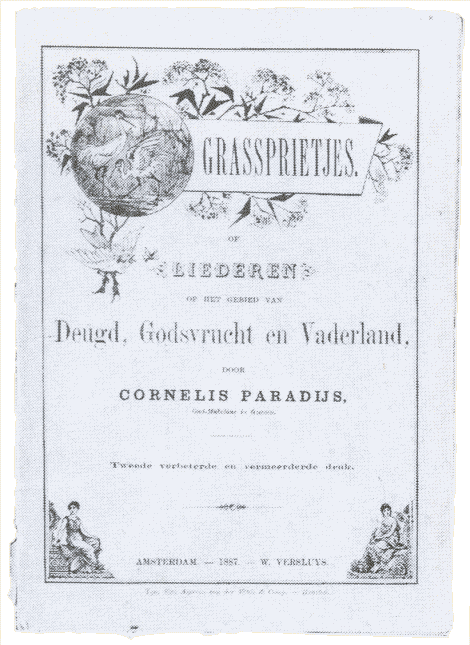 GRASSPRIETJES.
OF
LIEDEREN
OP HET GEBIED VAN
Deugd, Godsvrucht en Vaderland,
DOOR
CORNELIS PARADIJS,
Tweede verbeterde en vermeerderde druk.
AMSTERDAM. — 1887. — W. VERSLUYS.